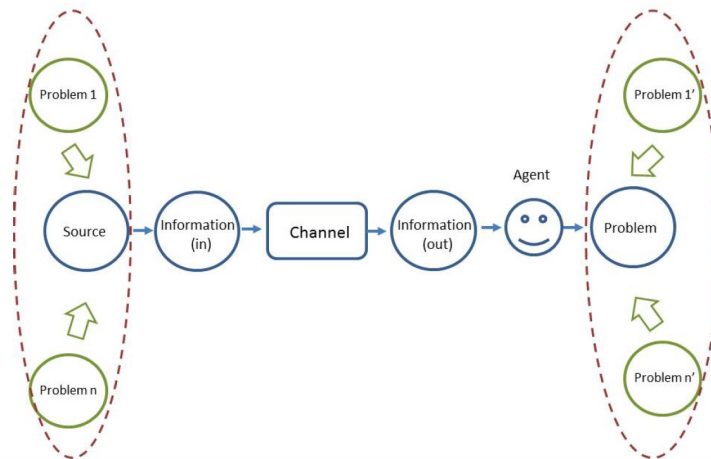 Problem 1
Problem 1’
Agent
Source
Information
(in)
Channel
Information
(out)
Problem
Problem n
Problem n’